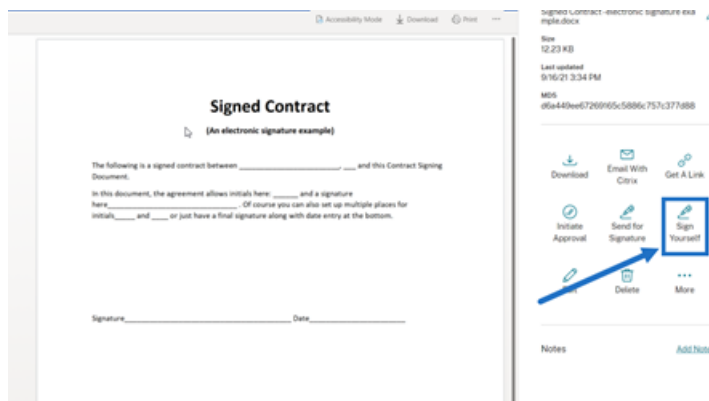 Accessibility Mode Download Print
Signed Contract
(An electronic signature example)
The following is a signed contract between ______________________, ___ and this Contract Signing
Document.
In this document, the agreement allows initials here: ______ and a signature
here____________________________ . Of course you can also set up multiple places for
initials_____ and ____ or just have a final signature along with date entry at the bottom.
Signature___________________________________ Date____________________
Signed Contract -electronic signature exa
mple.docx
Size
12.23 KB
Last updated
9/16/21 3:34 PM
MD5
Download
Email With
Citrix
Get A Link
Initiate
Approval
Send for
Signature
Sign
Yourself
Delete
More
Notes
Add Note